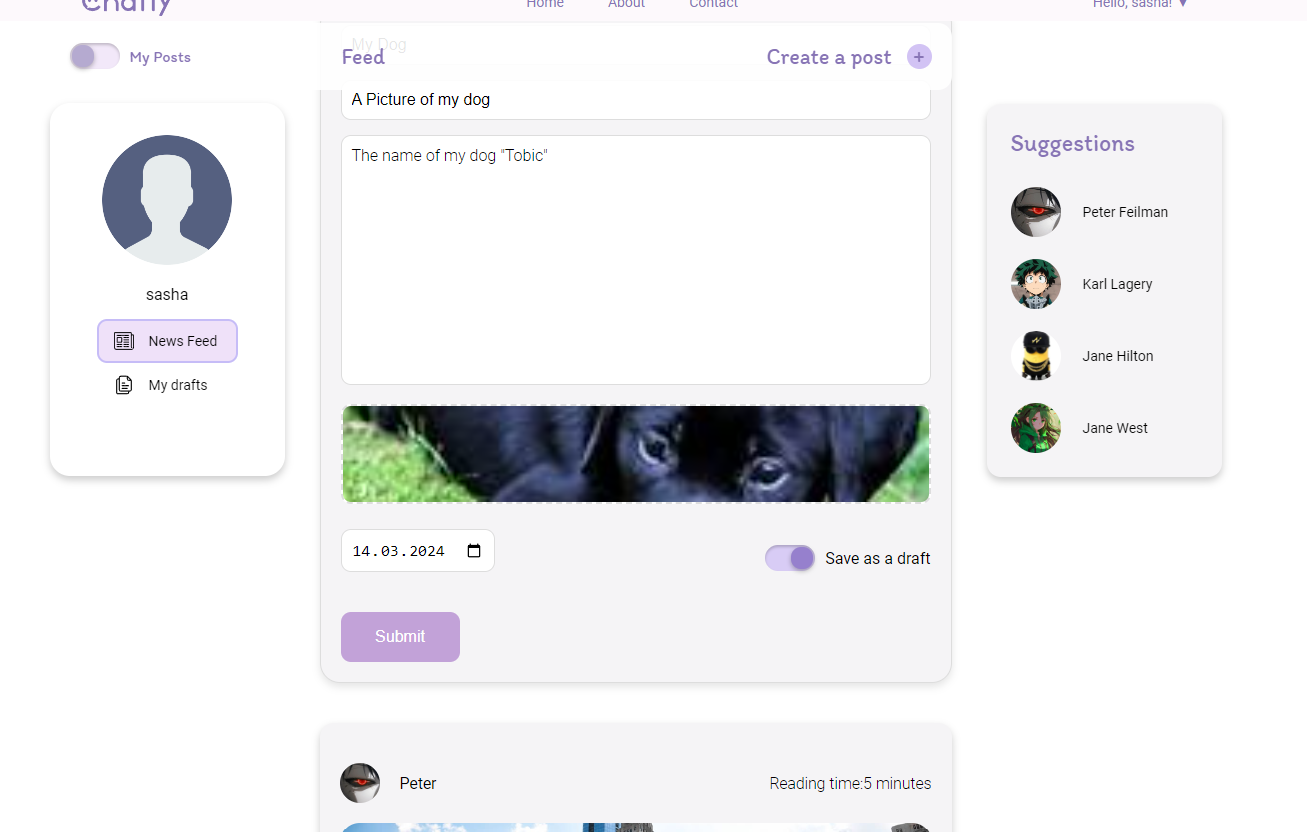 Chatty
Home
About
Contact
Hello, sasha! ▼
My Posts
My Dog
Feed
Create a post +
A Picture of my dog
The name of my dog "Tobic"
sasha
News Feed
My drafts
Suggestions
Peter Feilman
Karl Lagery
Jane Hilton
Jane West
14.03.2024
Save as a draft
Submit
Peter
Reading time:5 minutes